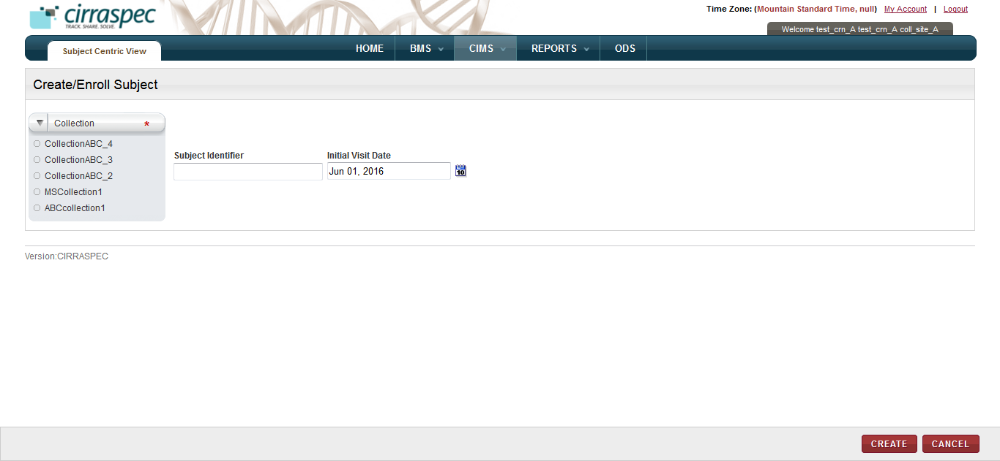 cirraspec
TRACK. SHARE. SOLVE.
Time Zone: (Mountain Standard Time, null) My Account | Logout
Welcome test_crn_A test_crn_A coll_site_A
Subject Centric View
HOME BMS CIMS REPORTS ODS
Create/Enroll Subject
Collection *
CollectionABC_4
CollectionABC_3
CollectionABC_2
MSCollection1
ABCcollection1
Subject Identifier Initial Visit Date
Jun 01, 2016
10
Version:CIRRASPEC
CREATE CANCEL